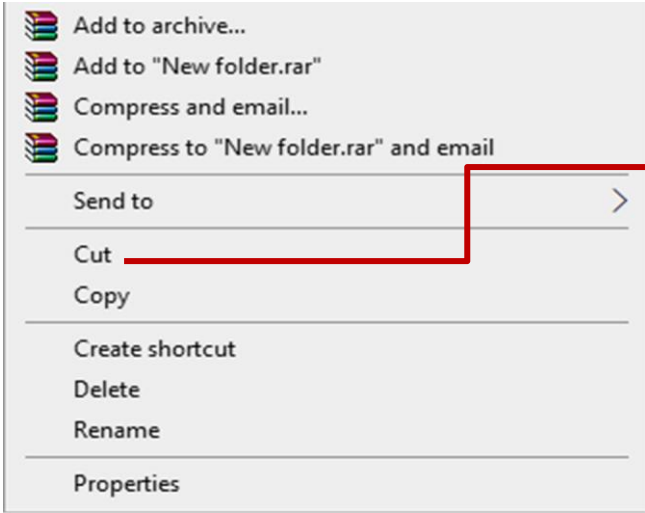 Add to archive...
Add to "New folder.rar"
Compress and email...
Compress to "New folder.rar" and email
Send to
Cut
Copy
Create shortcut
Delete
Rename
Properties